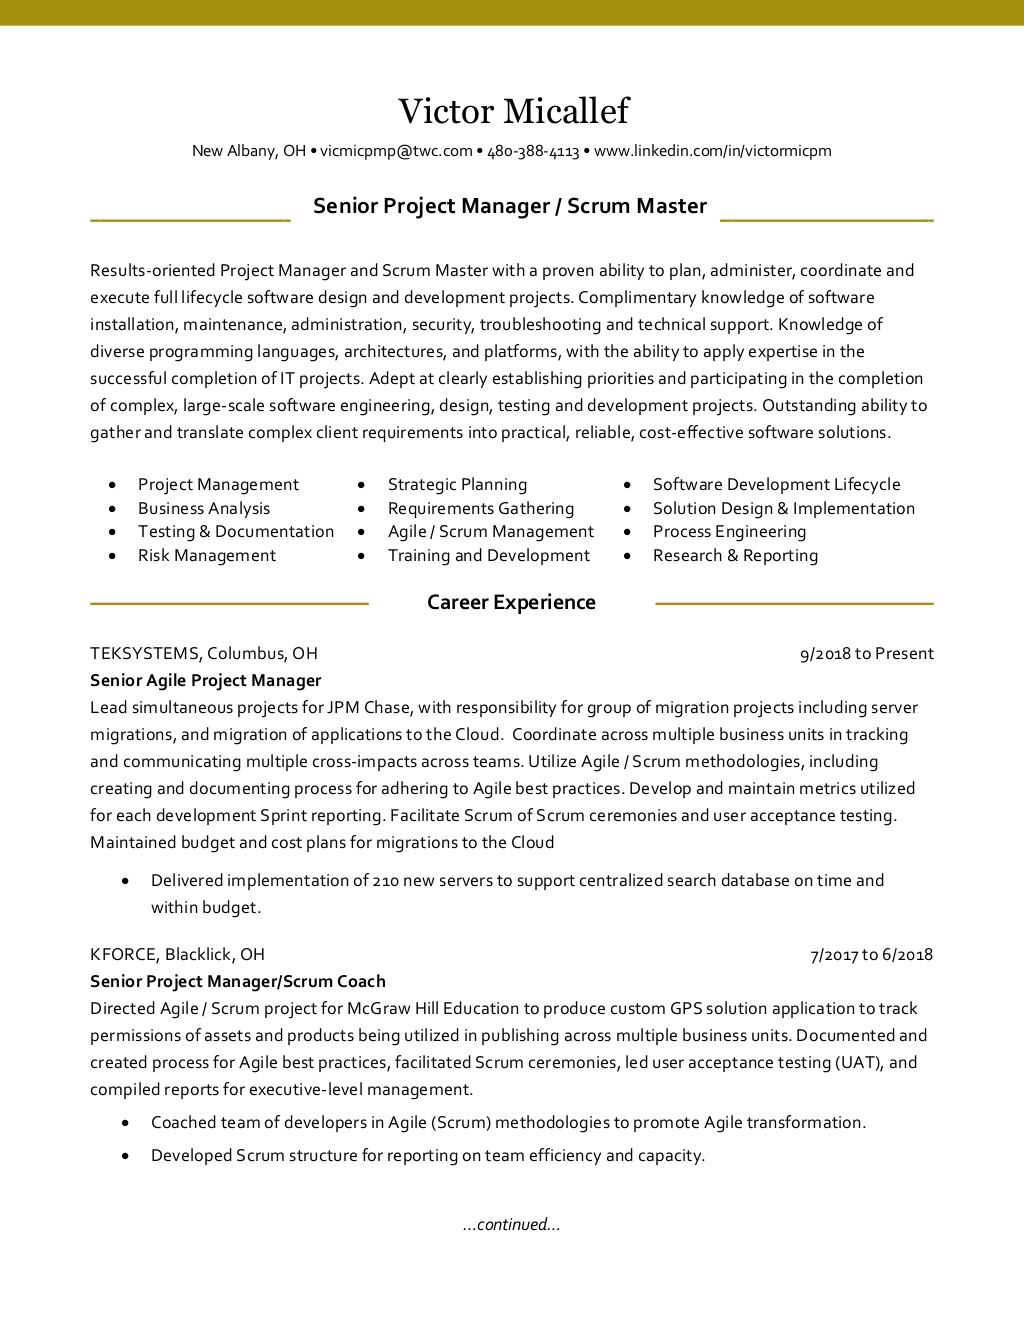 Victor Micallef
New Albany, OH • vicmicpmp@twc.com • 480-388-4113 • www.linkedin.com/in/victormicpm
Senior Project Manager / Scrum Master
Results-oriented Project Manager and Scrum Master with a proven ability to plan, administer, coordinate and
execute full lifecycle software design and development projects. Complimentary knowledge of software
installation, maintenance, administration, security, troubleshooting and technical support. Knowledge of
diverse programming languages, architectures, and platforms, with the ability to apply expertise in the
successful completion of IT projects. Adept at clearly establishing priorities and participating in the completion
of complex, large-scale software engineering, design, testing and development projects. Outstanding ability to
gather and translate complex client requirements into practical, reliable, cost-effective software solutions.
• Project Management
• Business Analysis
• Testing & Documentation
• Risk Management
• Strategic Planning
• Requirements Gathering
• Agile / Scrum Management
• Training and Development
• Software Development Lifecycle
• Solution Design & Implementation
• Process Engineering
• Research & Reporting
Career Experience
TEKSYSTEMS, Columbus, OH 9/2018 to Present
Senior Agile Project Manager
Lead simultaneous projects for JPM Chase, with responsibility for group of migration projects including server
migrations, and migration of applications to the Cloud.  Coordinate across multiple business units in tracking
and communicating multiple cross-impacts across teams. Utilize Agile / Scrum methodologies, including
creating and documenting process for adhering to Agile best practices. Develop and maintain metrics utilized
for each development Sprint reporting. Facilitate Scrum of Scrum ceremonies and user acceptance testing.
Maintained budget and cost plans for migrations to the Cloud
• Delivered implementation of 210 new servers to support centralized search database on time and
within budget.
KFORCE, Blacklick, OH 7/2017 to 6/2018
Senior Project Manager/Scrum Coach
Directed Agile / Scrum project for McGraw Hill Education to produce custom GPS solution application to track
permissions of assets and products being utilized in publishing across multiple business units. Documented and
created process for Agile best practices, facilitated Scrum ceremonies, led user acceptance testing (UAT), and
compiled reports for executive-level management.
• Coached team of developers in Agile (Scrum) methodologies to promote Agile transformation.
• Developed Scrum structure for reporting on team efficiency and capacity.
...continued...